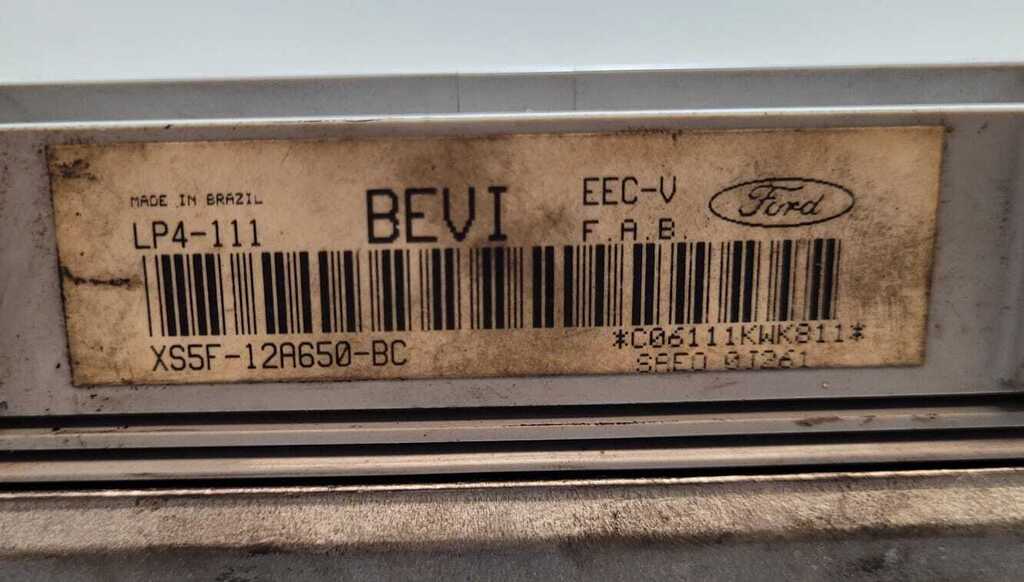 MADE IN BRAZIL
LP4-111
BEVI
EEC-V
F.A.B.
Ford
XS5F-12A650-BC
*C06111KWK811*